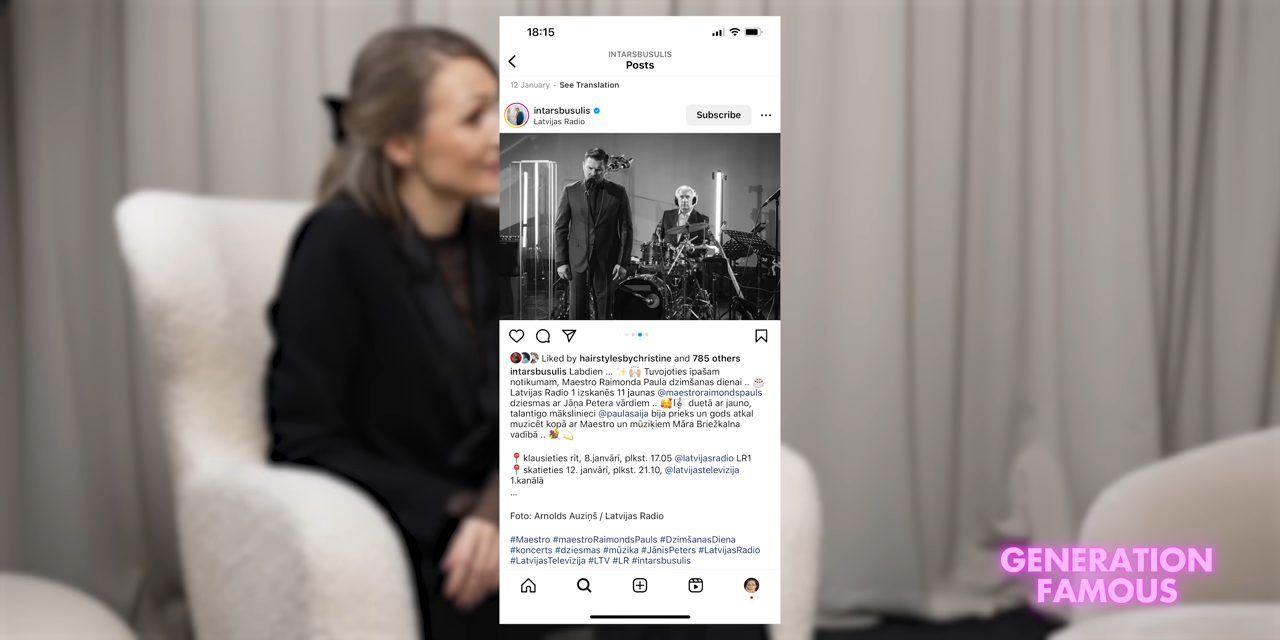 18:15
INTARSBUSULIS
Posts
12 January · See Translation
intarsbusulis
Latvijas Radio
Subscribe
Liked by hairstylesbychristine and 785 others
intarsbusulis Labdien ... ✨🙌🏻 Tuvojoties īpašam
notikumam, Maestro Raimonda Paula dzimšanas dienai .. 🎂
Latvijas Radio 1 izskanēs 11 jaunas @maestroraimondspauls
dziesmas ar Jāņa Petera vārdiem .. 🥰🎼 duetā ar jauno,
talantīgo mākslinieci @paulasaija bija prieks un gods atkal
muzicēt kopā ar Maestro un mūziķiem Māra Briežkalna
vadībā .. 💐💫
📍klausieties rīt, 8.janvārī, plkst. 17.05 @latvijasradio LR1
📍skatieties 12. janvārī, plkst. 21.10, @latvijastelevizija
1.kanālā
...
Foto: Arnolds Auziņš / Latvijas Radio
#Maestro #maestroRaimondsPauls #DzimšanasDiena
#koncerts #dziesmas #mūzika #JānisPeters #LatvijasRadio
#LatvijasTelevīzija #LTV #LR #intarsbusulis
GENERATION
FAMOUS